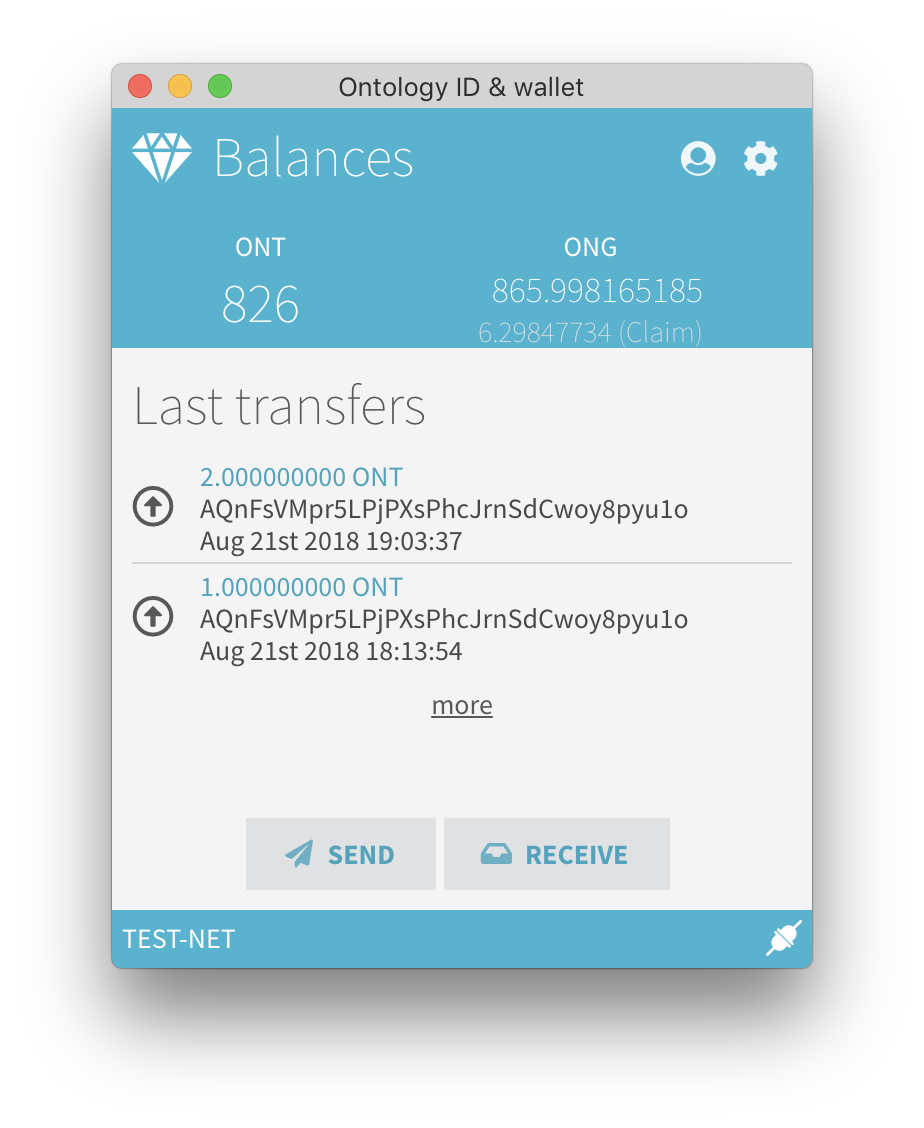 Ontology ID & wallet
Balances
ONT
ONG
826
865.998165185
6.29847734 (Claim)
Last transfers
2.000000000 ONT
AQnFsVMpr5LPjPXsPhcJrnSdCwoy8pyu1o
Aug 21st 2018 19:03:37
1.000000000 ONT
AQnFsVMpr5LPjPXsPhcJrnSdCwoy8pyu1o
Aug 21st 2018 18:13:54
more
SEND
RECEIVE
TEST-NET